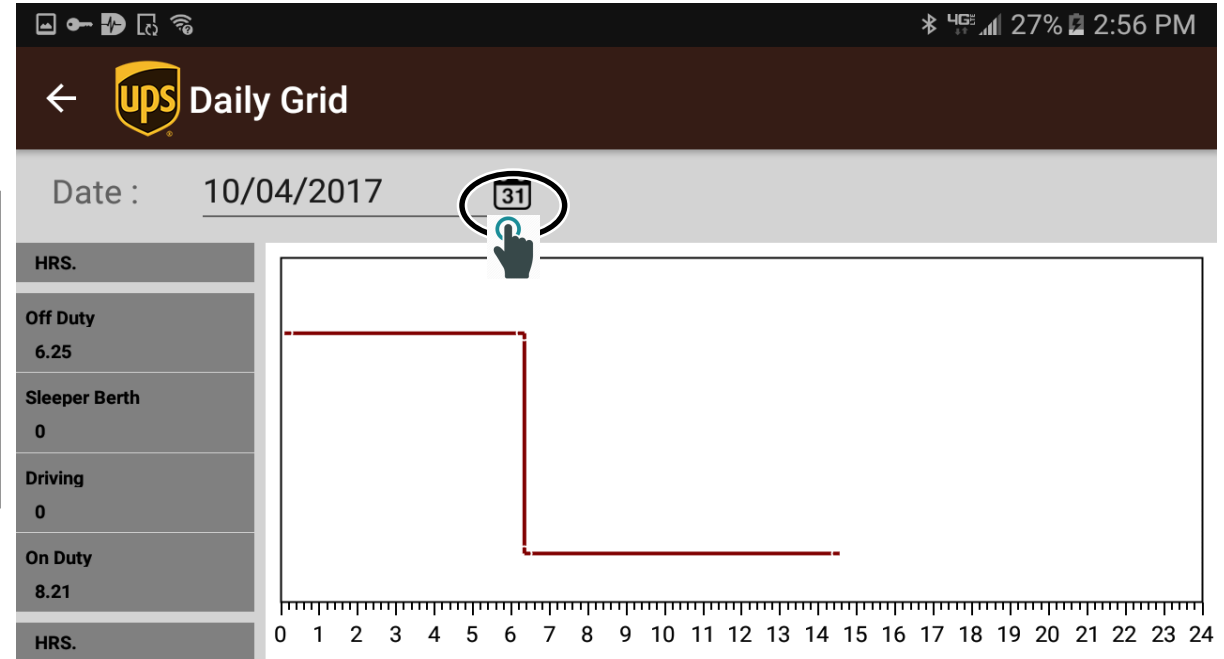 4G LTE 27% 2:56 PM
ups Daily Grid
Date : 10/04/2017 31
HRS.
Off Duty
6.25
Sleeper Berth
0
Driving
0
On Duty
8.21
HRS.
0 1 2 3 4 5 6 7 8 9 10 11 12 13 14 15 16 17 18 19 20 21 22 23 24